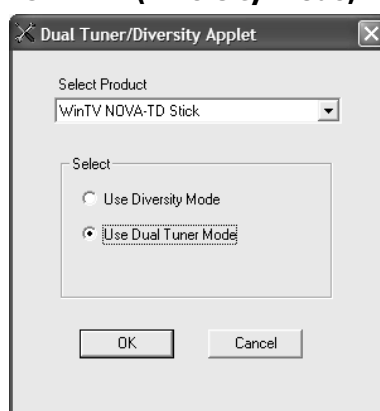 Dual Tuner/Diversity Applet
Select Product
WinTV NOVA-TD Stick
Select
Use Diversity Mode
Use Dual Tuner Mode
OK
Cancel